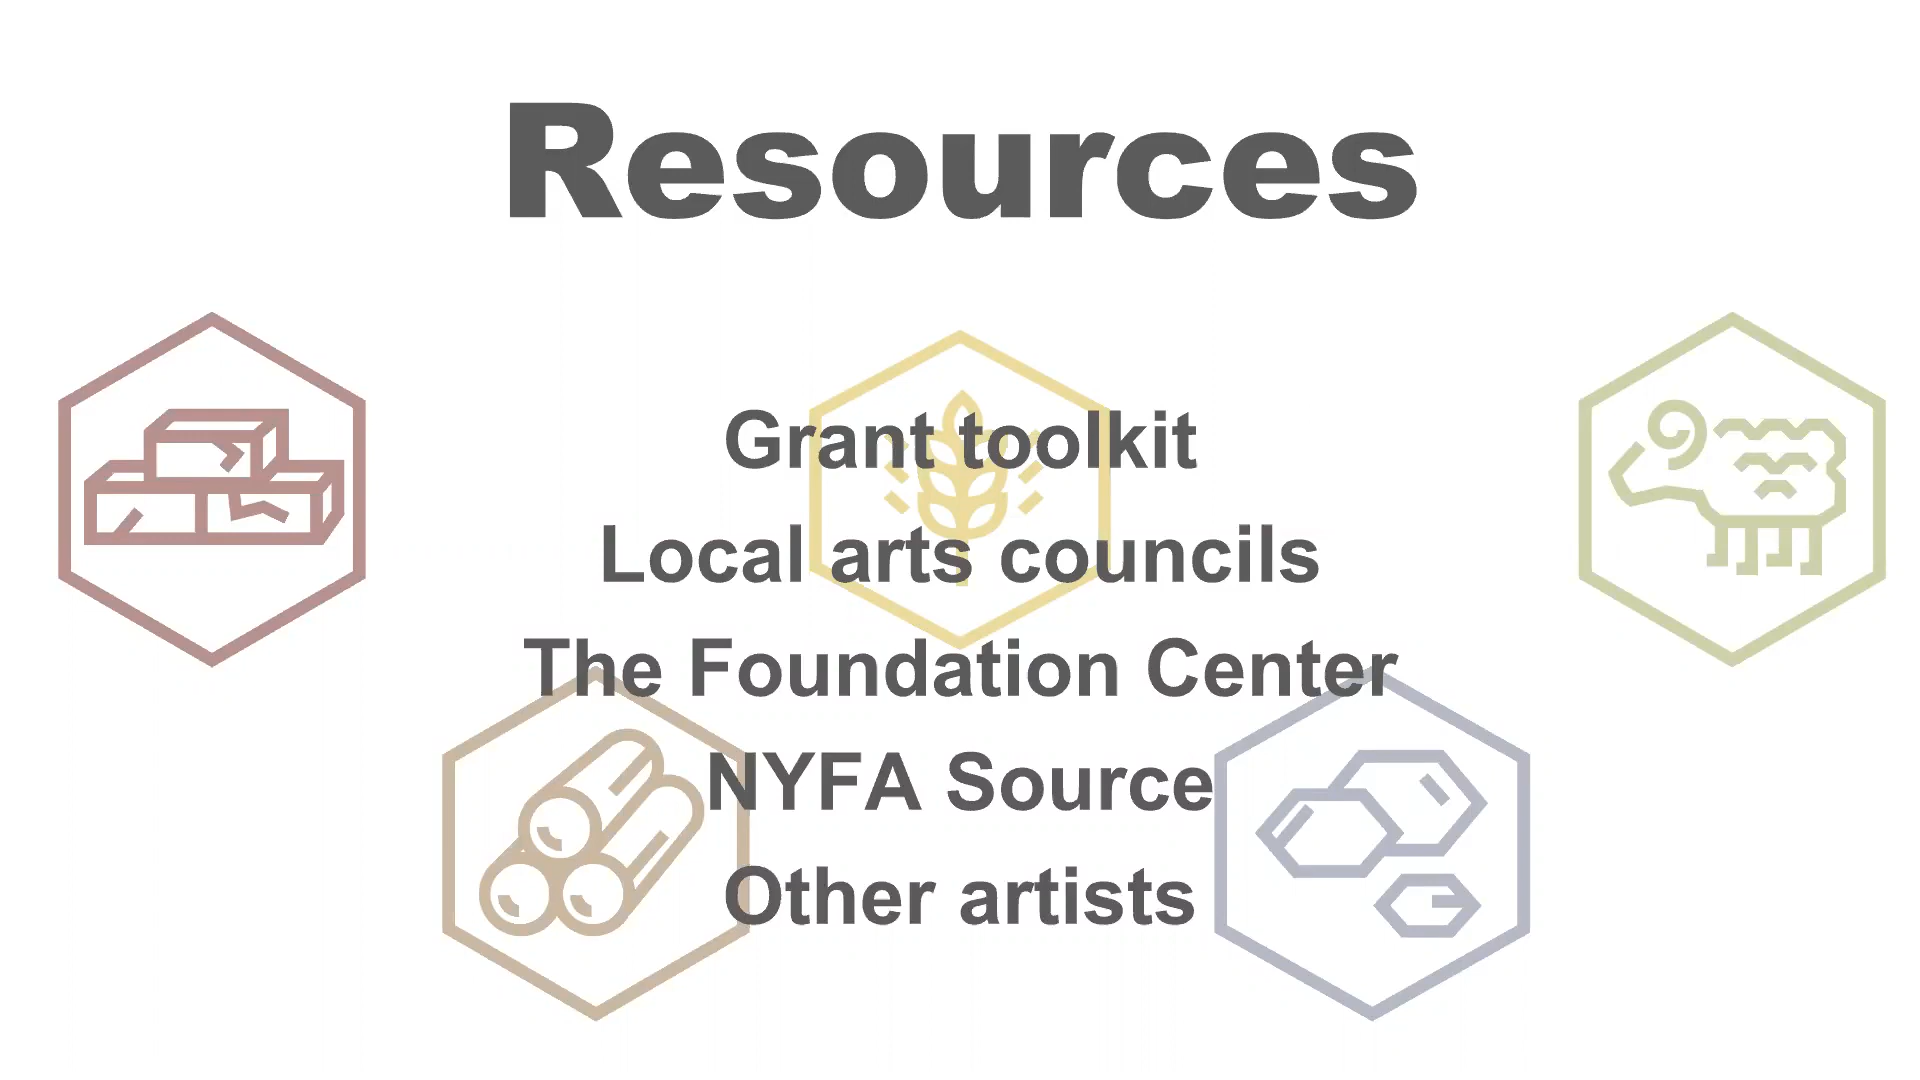 Resources
Grant toolkit
Local arts councils
The Foundation Center
NYFA Source
Other artists